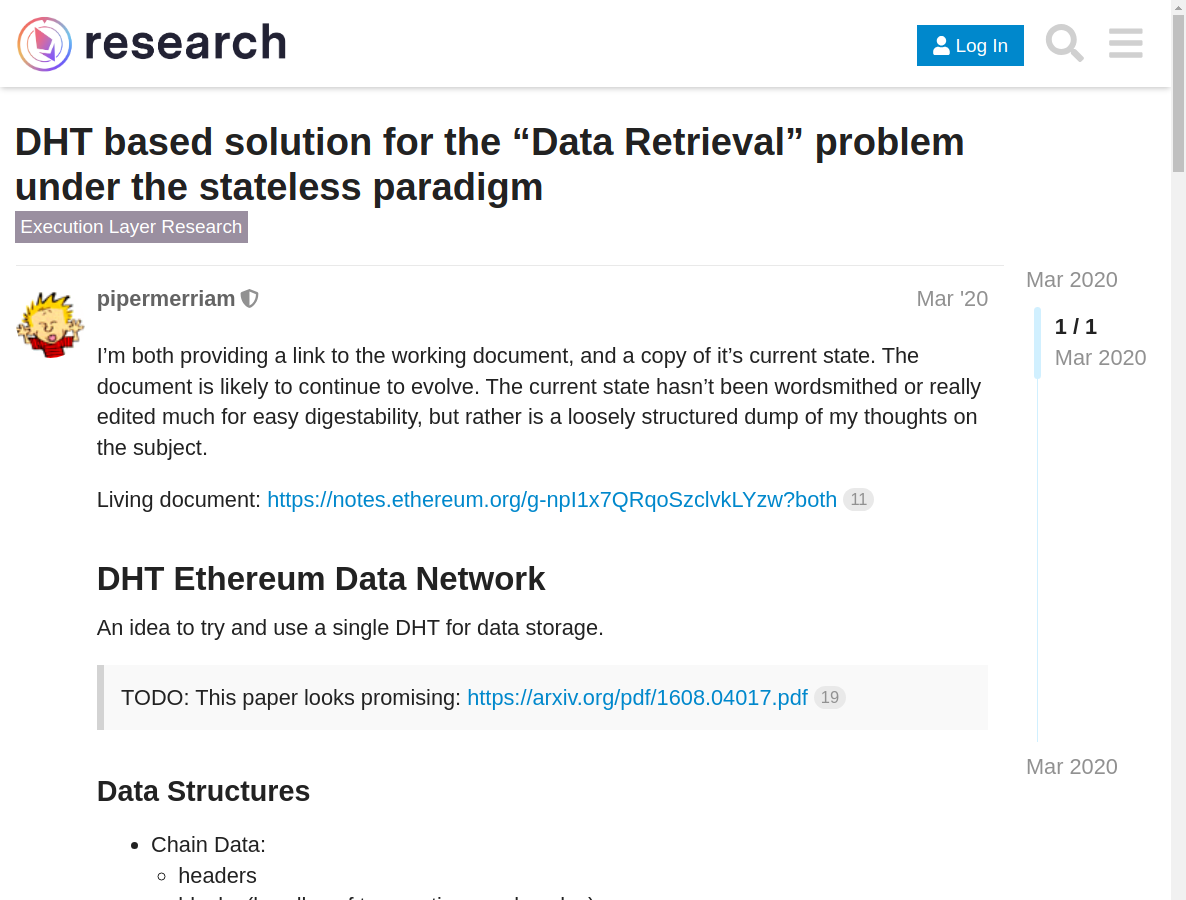 research
Log In
DHT based solution for the “Data Retrieval” problem
under the stateless paradigm
Execution Layer Research
Mar 2020
pipermerriam
Mar '20
1 / 1
Mar 2020
I’m both providing a link to the working document, and a copy of it’s current state. The
document is likely to continue to evolve. The current state hasn’t been wordsmithed or really
edited much for easy digestability, but rather is a loosely structured dump of my thoughts on
the subject.
Living document: https://notes.ethereum.org/g-npI1x7QRqoSzclvkLYzw?both 11
DHT Ethereum Data Network
An idea to try and use a single DHT for data storage.
TODO: This paper looks promising: https://arxiv.org/pdf/1608.04017.pdf 19
Mar 2020
Data Structures
Chain Data:
headers